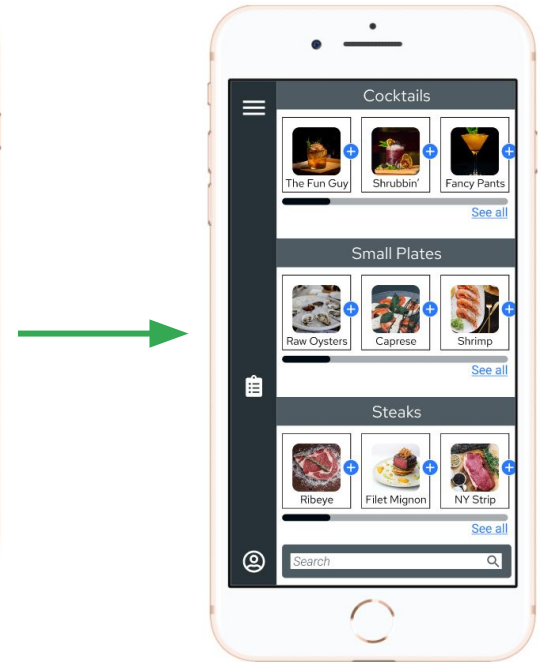 Cocktails
The Fun Guy
Shrubbin'
Fancy Pants
See all
Small Plates
Raw Oysters
Caprese
Shrimp
See all
Steaks
Ribeye
Filet Mignon
NY Strip
See all
Search